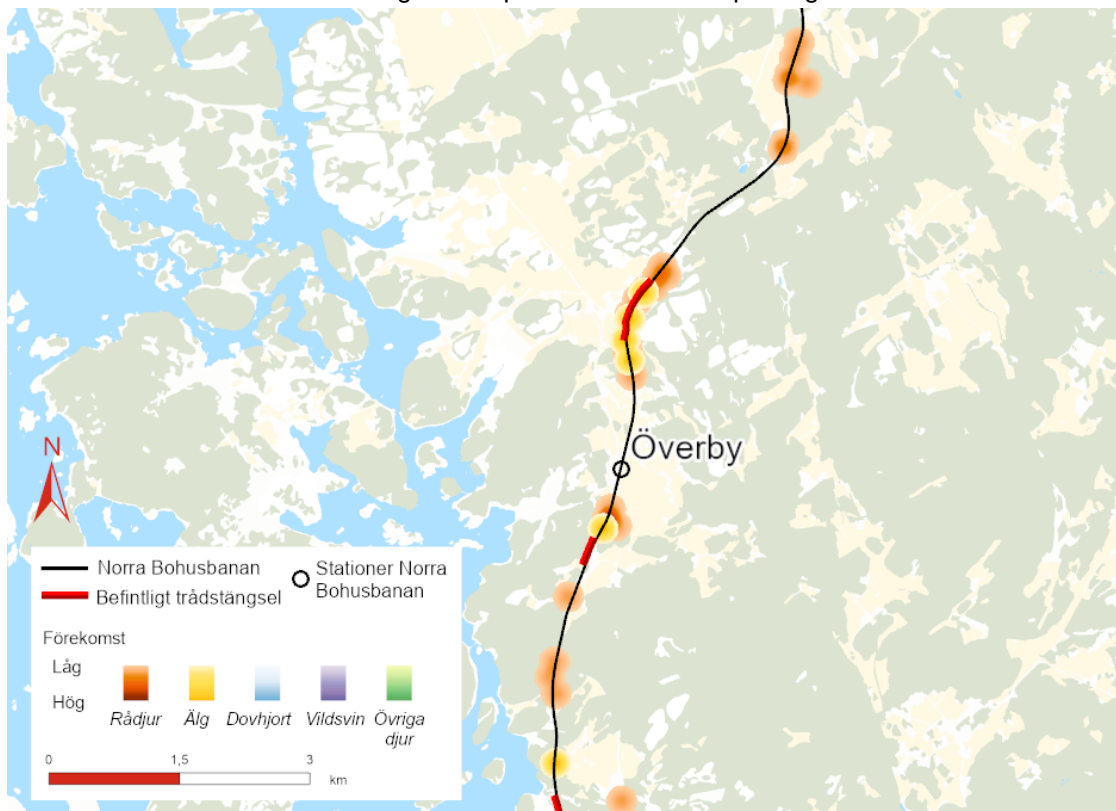 N
Överby
Norra Bohusbanan
Stationer Norra
Bohusbanan
Befintligt trådstängsel
Förekomst
Låg
Hög
Rådjur Älg Dovhjort Vildsvin Övriga
djur
0 1,5 3
km